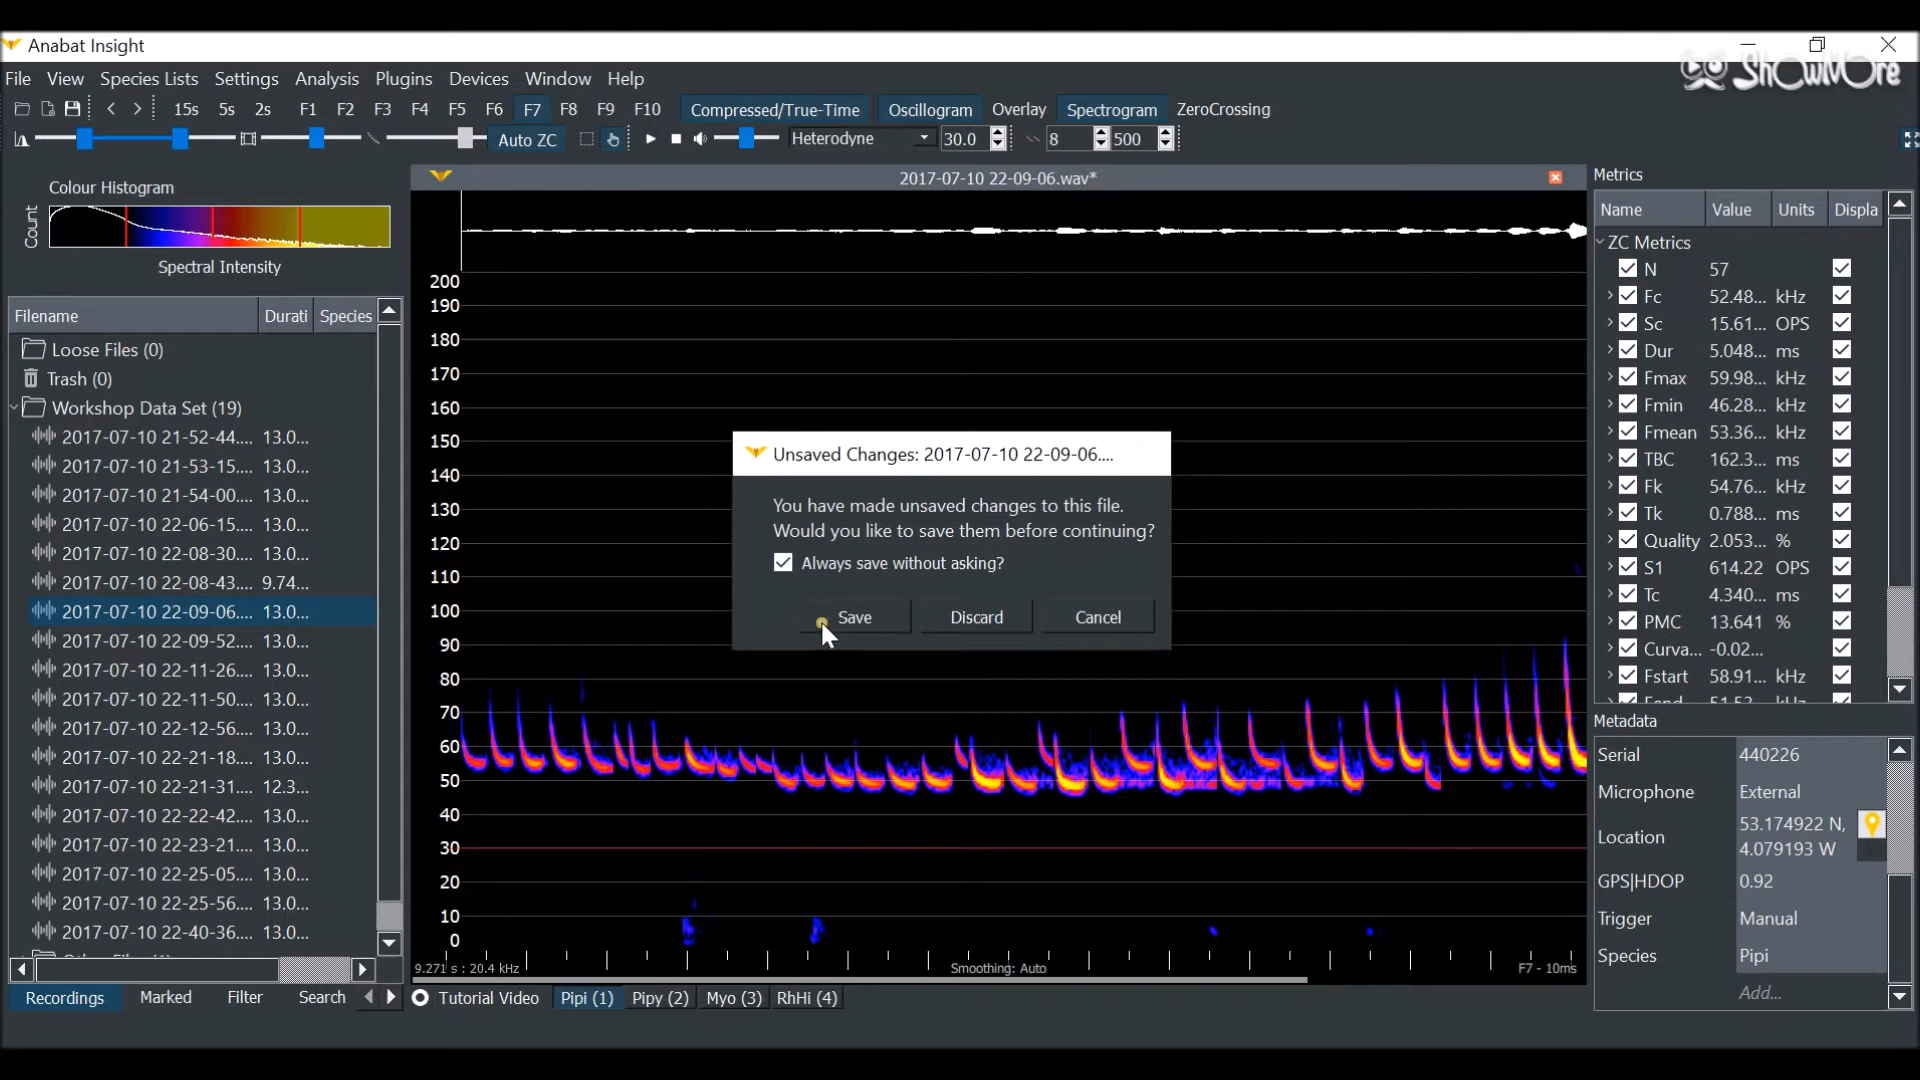 Anabat Insight
ShowMore
File View Species Lists Settings Analysis Plugins Devices Window Help
15s 5s 2s F1 F2 F3 F4 F5 F6 F7 F8 F9 F10 Compressed/True-Time Oscillogram Overlay Spectrogram ZeroCrossing
Auto ZC Heterodyne 30.0 8 500
Colour Histogram
Count
Spectral Intensity
Filename Durati Species
Loose Files (0)
Trash (0)
Workshop Data Set (19)
2017-07-10 21-52-44.... 13.0...
2017-07-10 21-53-15.... 13.0...
2017-07-10 21-54-00.... 13.0...
2017-07-10 22-06-15.... 13.0...
2017-07-10 22-08-30.... 13.0...
2017-07-10 22-08-43.... 9.74...
2017-07-10 22-09-06.... 13.0...
2017-07-10 22-09-52.... 13.0...
2017-07-10 22-11-26.... 13.0...
2017-07-10 22-11-50.... 13.0...
2017-07-10 22-12-56.... 13.0...
2017-07-10 22-21-18.... 13.0...
2017-07-10 22-21-31.... 12.3...
2017-07-10 22-22-42.... 13.0...
2017-07-10 22-23-21.... 13.0...
2017-07-10 22-25-05.... 13.0...
2017-07-10 22-25-56.... 13.0...
2017-07-10 22-40-36.... 13.0...
Recordings Marked Filter Search
2017-07-10 22-09-06.wav*
200
190
180
170
160
150
140
130
120
110
100
90
80
70
60
50
40
30
20
10
0
9.271 s : 20.4 kHz Smoothing: Auto F7 - 10ms
Unsaved Changes: 2017-07-10 22-09-06....
You have made unsaved changes to this file.
Would you like to save them before continuing?
Always save without asking?
Save Discard Cancel
Tutorial Video Pipi (1) Pipy (2) Myo (3) RhHi (4)
Metrics
Name Value Units Displa
ZC Metrics
N 57
Fc 52.48... kHz
Sc 15.61... OPS
Dur 5.048... ms
Fmax 59.98... kHz
Fmin 46.28... kHz
Fmean 53.36... kHz
TBC 162.3... ms
Fk 54.76... kHz
Tk 0.788... ms
Quality 2.053... %
S1 614.22 OPS
Tc 4.340... ms
PMC 13.641 %
Curva... -0.02...
Fstart 58.91... kHz
Metadata
Serial 440226
Microphone External
Location 53.174922 N,
4.079193 W
GPS|HDOP 0.92
Trigger Manual
Species Pipi
Add...